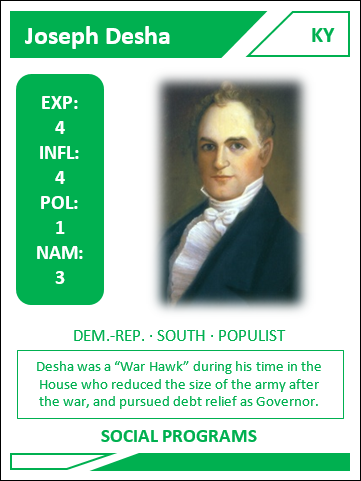 Joseph Desha
KY
EXP:
4
INFL:
4
POL:
1
NAM:
3
DEM.-REP. · SOUTH · POPULIST
Desha was a “War Hawk” during his time in the
House who reduced the size of the army after
the war, and pursued debt relief as Governor.
SOCIAL PROGRAMS